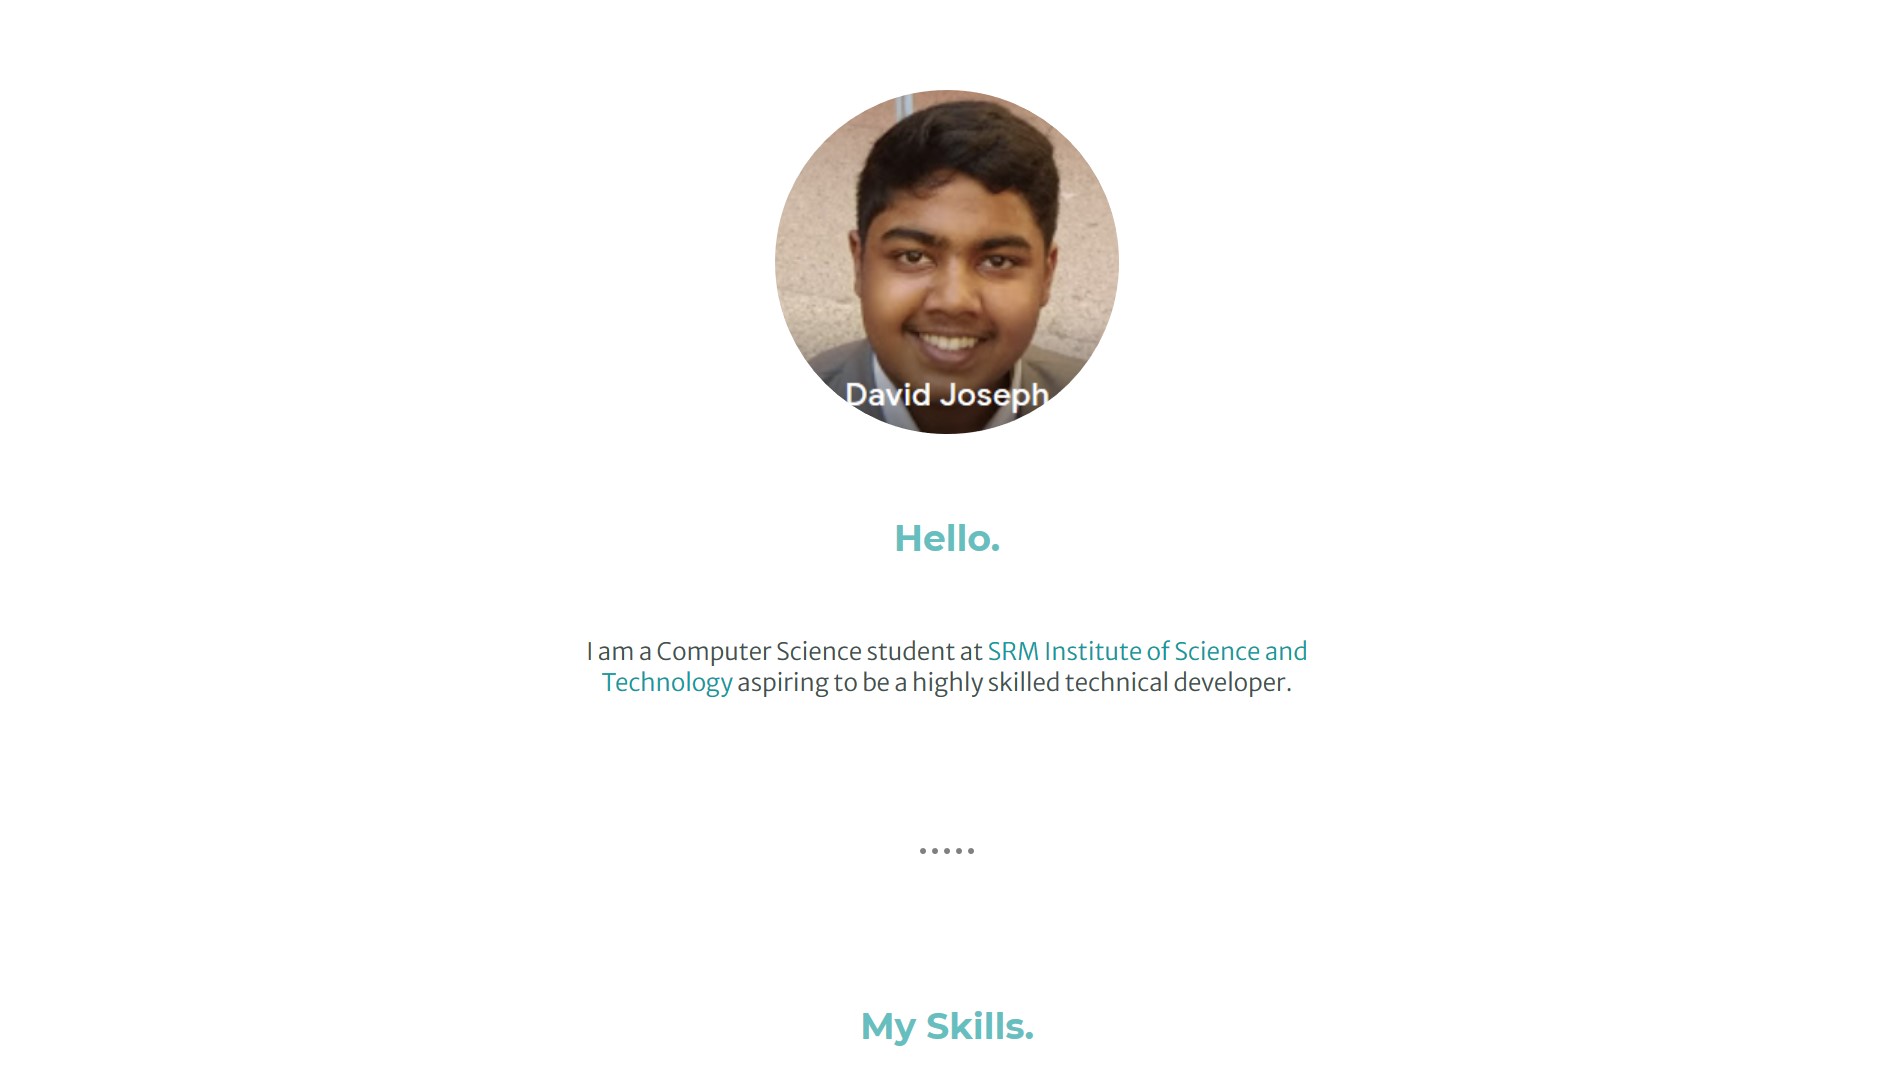 David Joseph
Hello.
I am a Computer Science student at SRM Institute of Science and
Technology aspiring to be a highly skilled technical developer.
My Skills.